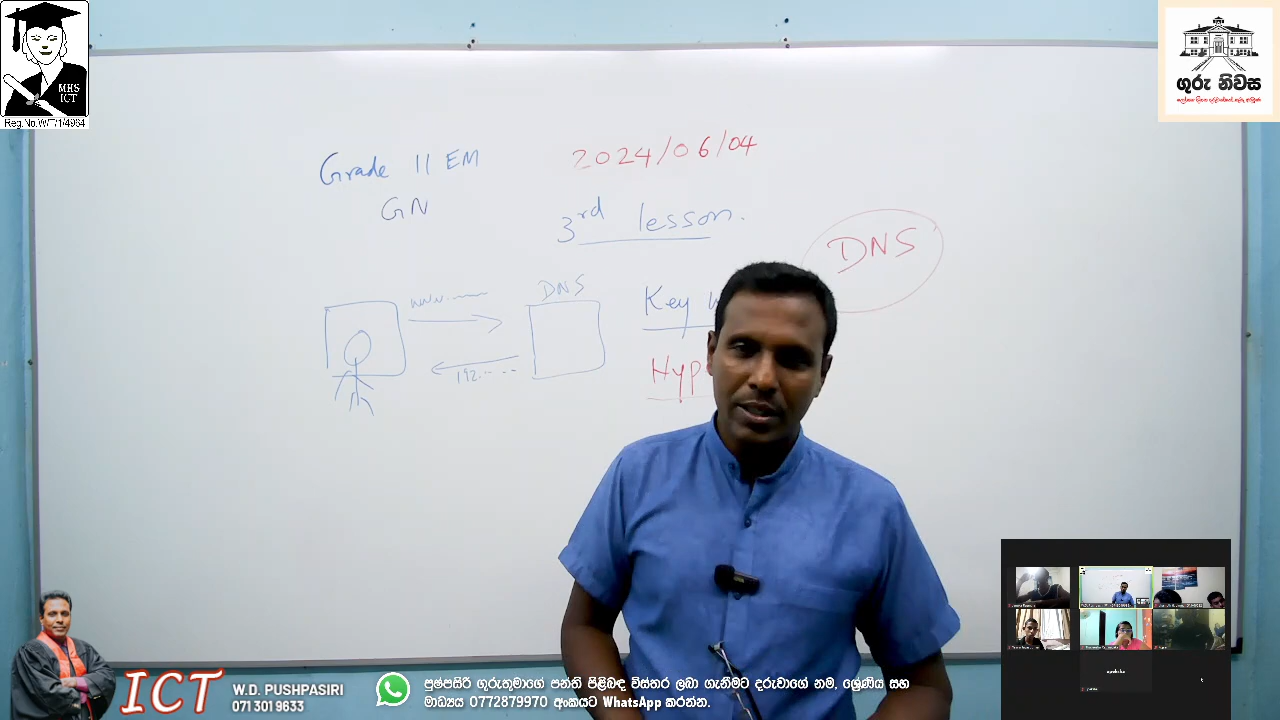 MHS
ICT
Reg.No.W/T/1/4964
ගුරු නිවස
Grade 11 EM
2024/06/04
GN
3rd lesson.
DNS
www.
DNS
Key
192.
Hyp
ICT
W.D. PUSHPASIRI
071 301 9633
පුෂ්පසිරි ගුරුතුමාගේ පන්ති පිළිබඳ විස්තර ලබා ගැනීමට දරුවාගේ නම, ශ්‍රේණිය සහ
මාධ්‍යය 0772879970 අංකයට WhatsApp කරන්න.